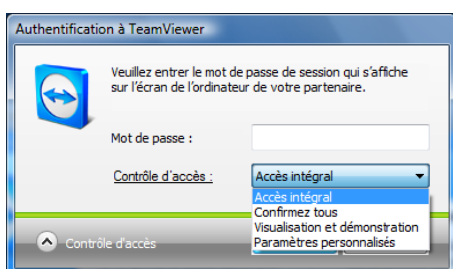 Authentification à TeamViewer
Veuillez entrer le mot de passe de session qui s'affiche
sur l'écran de l'ordinateur de votre partenaire.
Mot de passe :
Contrôle d'accès : Accès intégral
Accès intégral
Confirmez tous
Visualisation et démonstration
Paramètres personnalisés
Contrôle d'accès